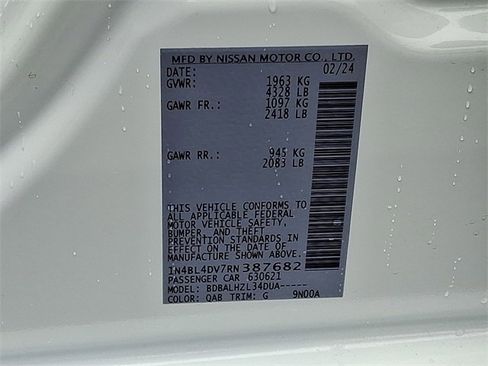 MFD BY NISSAN MOTOR CO., LTD.
DATE: 02/24
GVWR: 1963 KG
4328 LB
GAWR FR.: 1097 KG
2418 LB
GAWR RR.: 945 KG
2083 LB
THIS VEHICLE CONFORMS TO
ALL APPLICABLE FEDERAL
MOTOR VEHICLE SAFETY,
BUMPER, AND THEFT
PREVENTION STANDARDS IN
EFFECT ON THE DATE OF
MANUFACTURE SHOWN ABOVE.
1N4BL4DV7RN387682
PASSENGER CAR 630621
MODEL: BDBALHZL34DUA-----
COLOR: QAB TRIM: G 9N00A